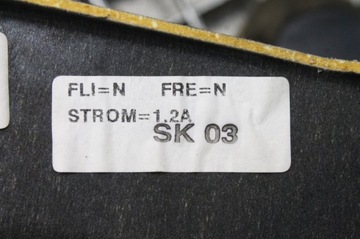 FLI=N FRE=N
STROM=1.2A
SK 03